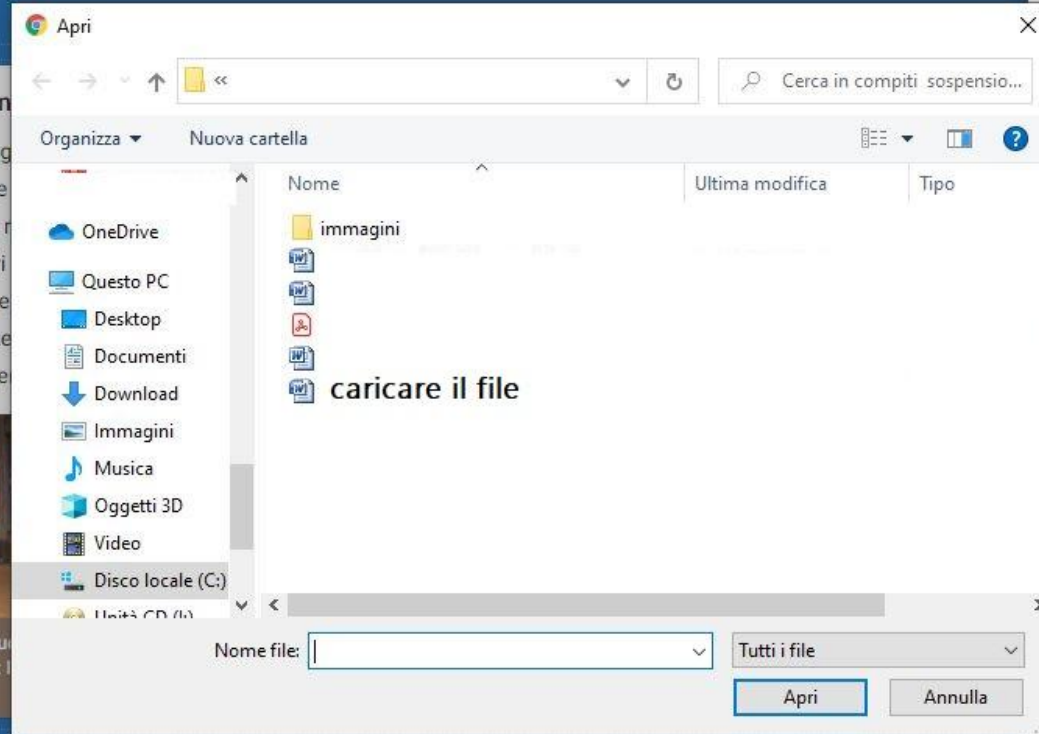 Apri
«
Cerca in compiti sospensio...
Organizza
Nuova cartella
?
Nome
Ultima modifica
Tipo
OneDrive
immagini
Questo PC
Desktop
Documenti
Download
caricare il file
Immagini
Musica
Oggetti 3D
Video
Disco locale (C:)
Nome file:
Tutti i file
Apri
Annulla